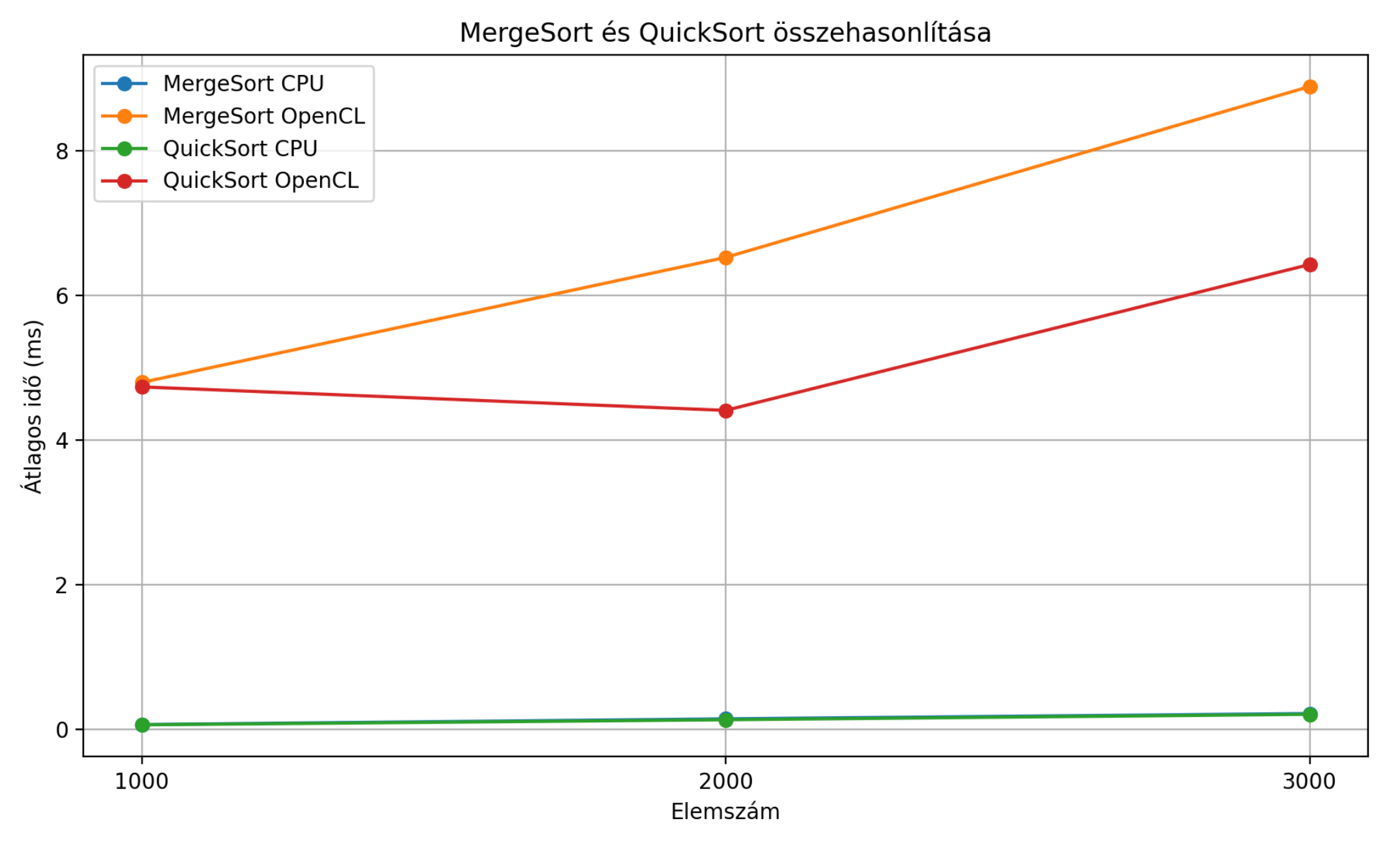 MergeSort és QuickSort összehasonlítása
MergeSort CPU
MergeSort OpenCL
QuickSort CPU
QuickSort OpenCL
Átlagos idő (ms)
8
6
4
2
0
1000 2000 3000
Elemszám